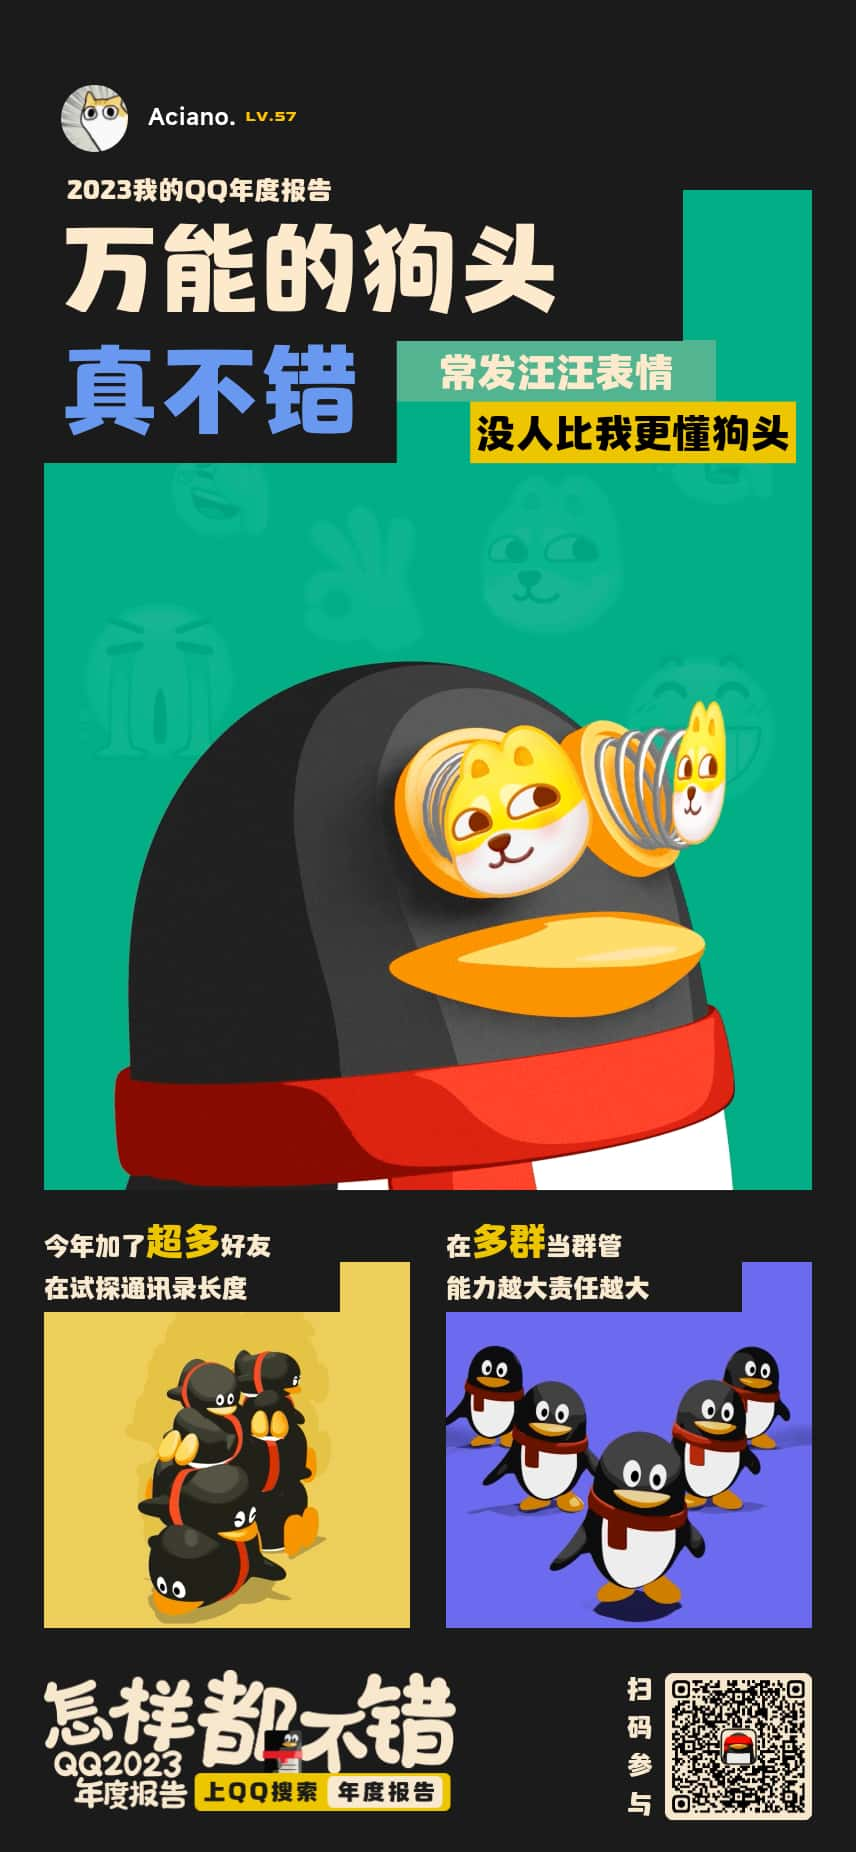 Aciano. LV.57
2023我的QQ年度报告
万能的狗头
真不错
常发汪汪表情
没人比我更懂狗头
今年加了超多好友
在试探通讯录长度
在多群当群管
能力越大责任越大
怎样都不错
QQ2023
年度报告
上QQ搜索 年度报告
扫码参与